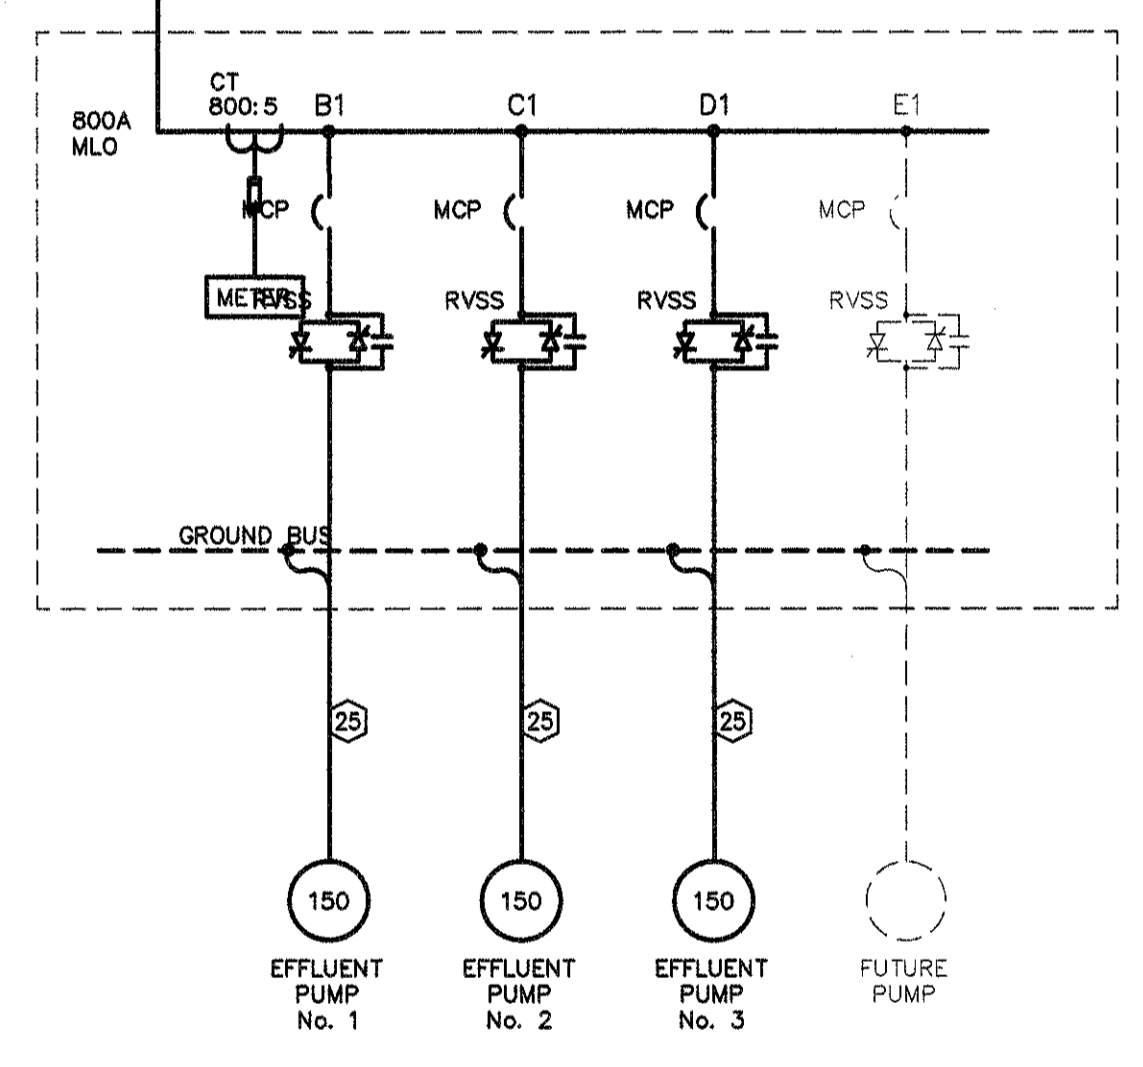 CT
800:5
B1
C1
D1
E1
800A
MLO
MCP
MCP
MCP
MCP
METER
RVSS
RVSS
RVSS
RVSS
GROUND BUS
25
25
25
150
150
150
EFFLUENT
PUMP
No. 1
EFFLUENT
PUMP
No. 2
EFFLUENT
PUMP
No. 3
FUTURE
PUMP